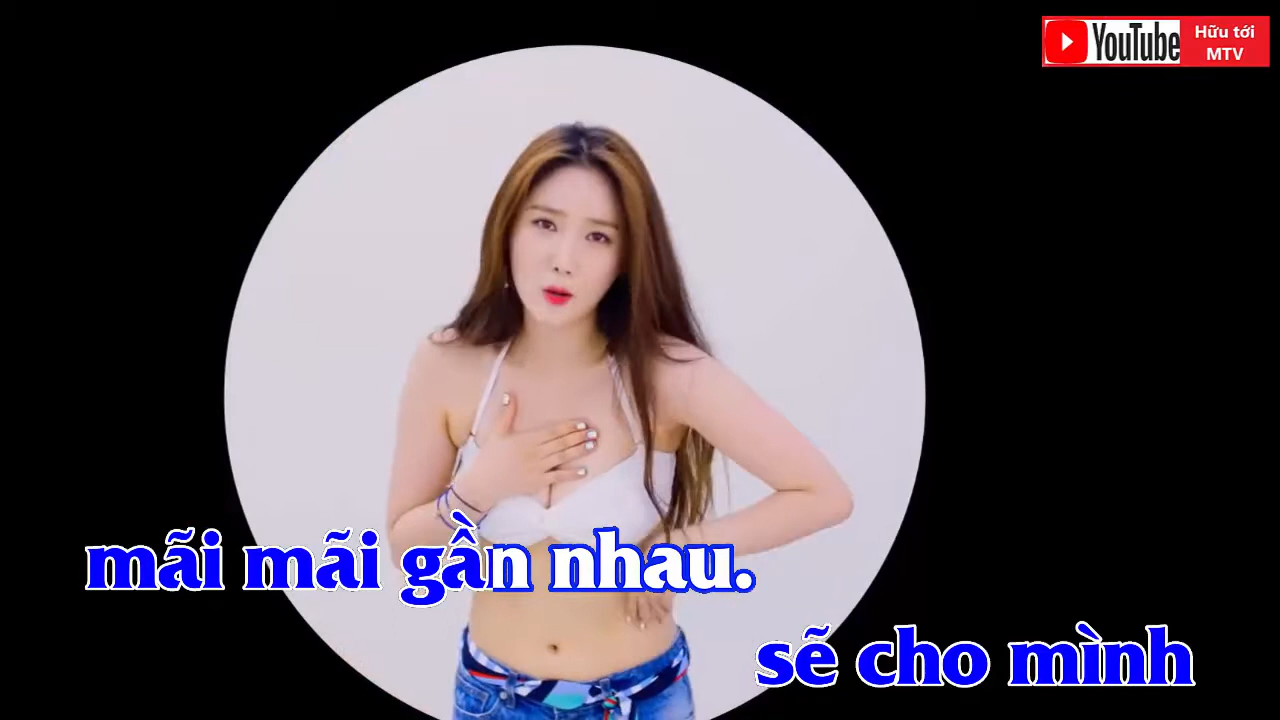 YouTube
Hữu tới
MTV
mãi mãi gần nhau.
sẽ cho mình